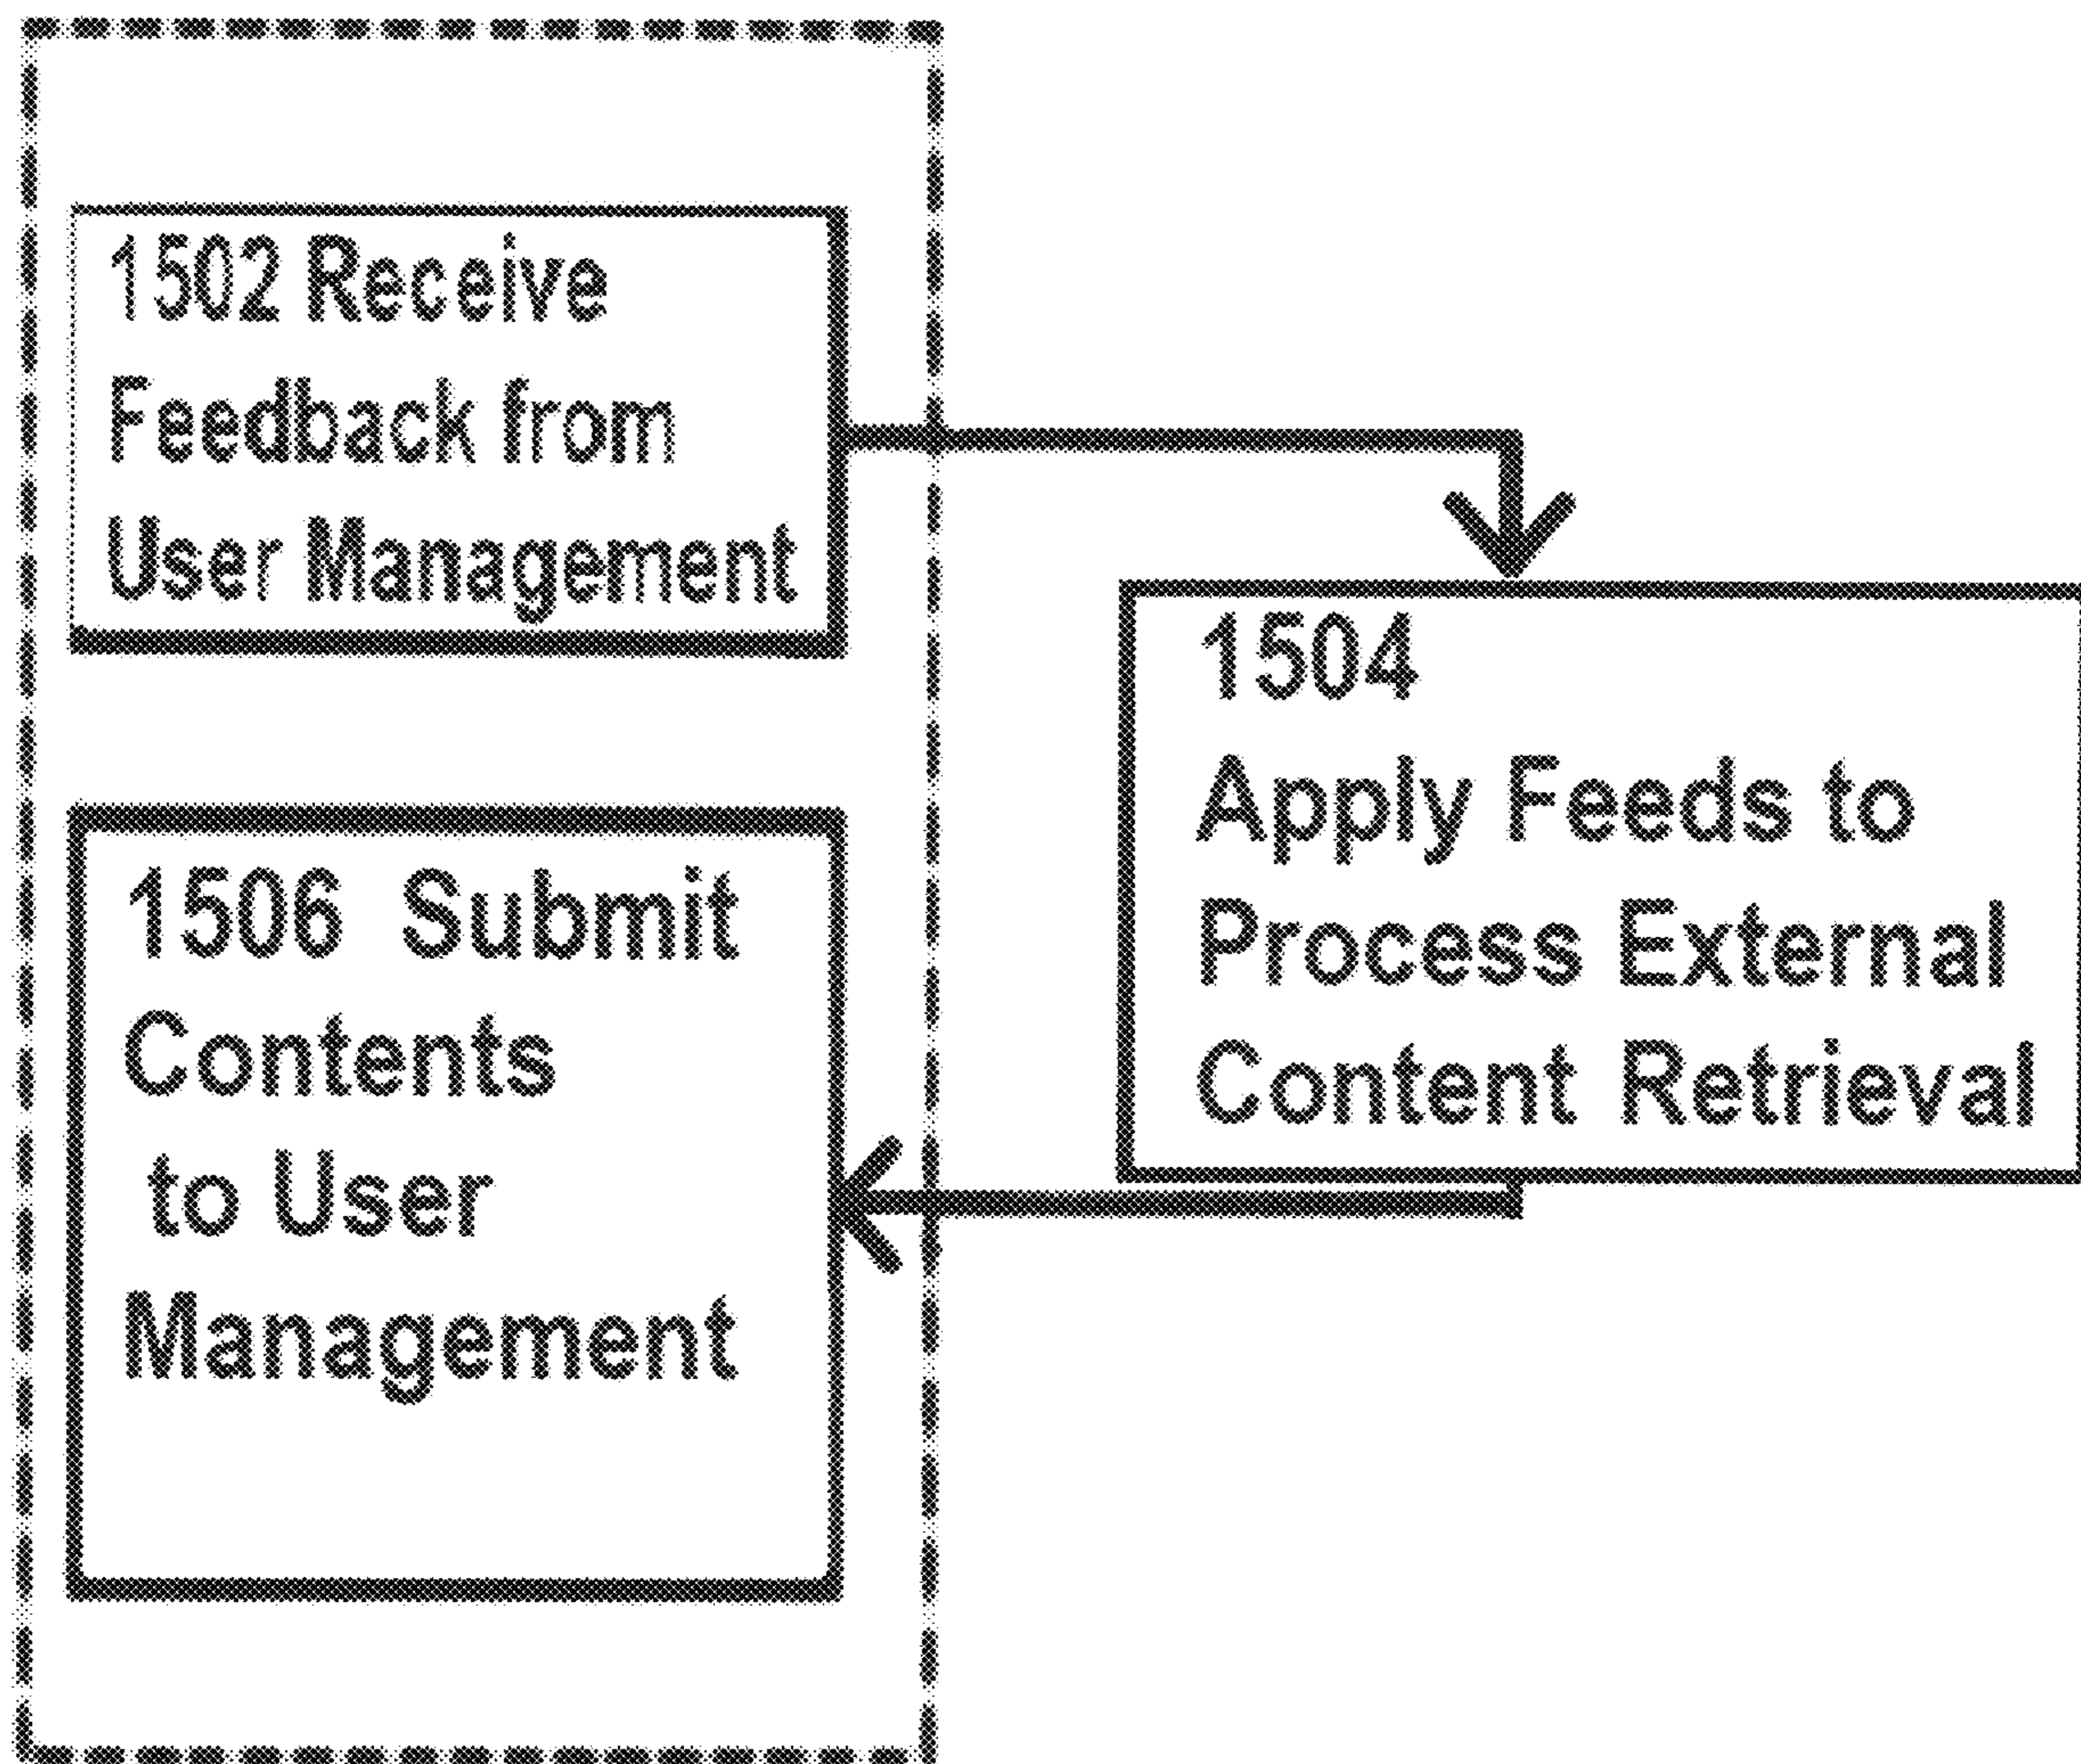 1502 Receive
Feedback from
User Management
1504
Apply Feeds to
Process External
Content Retrieval
1506 Submit
Contents
to User
Management